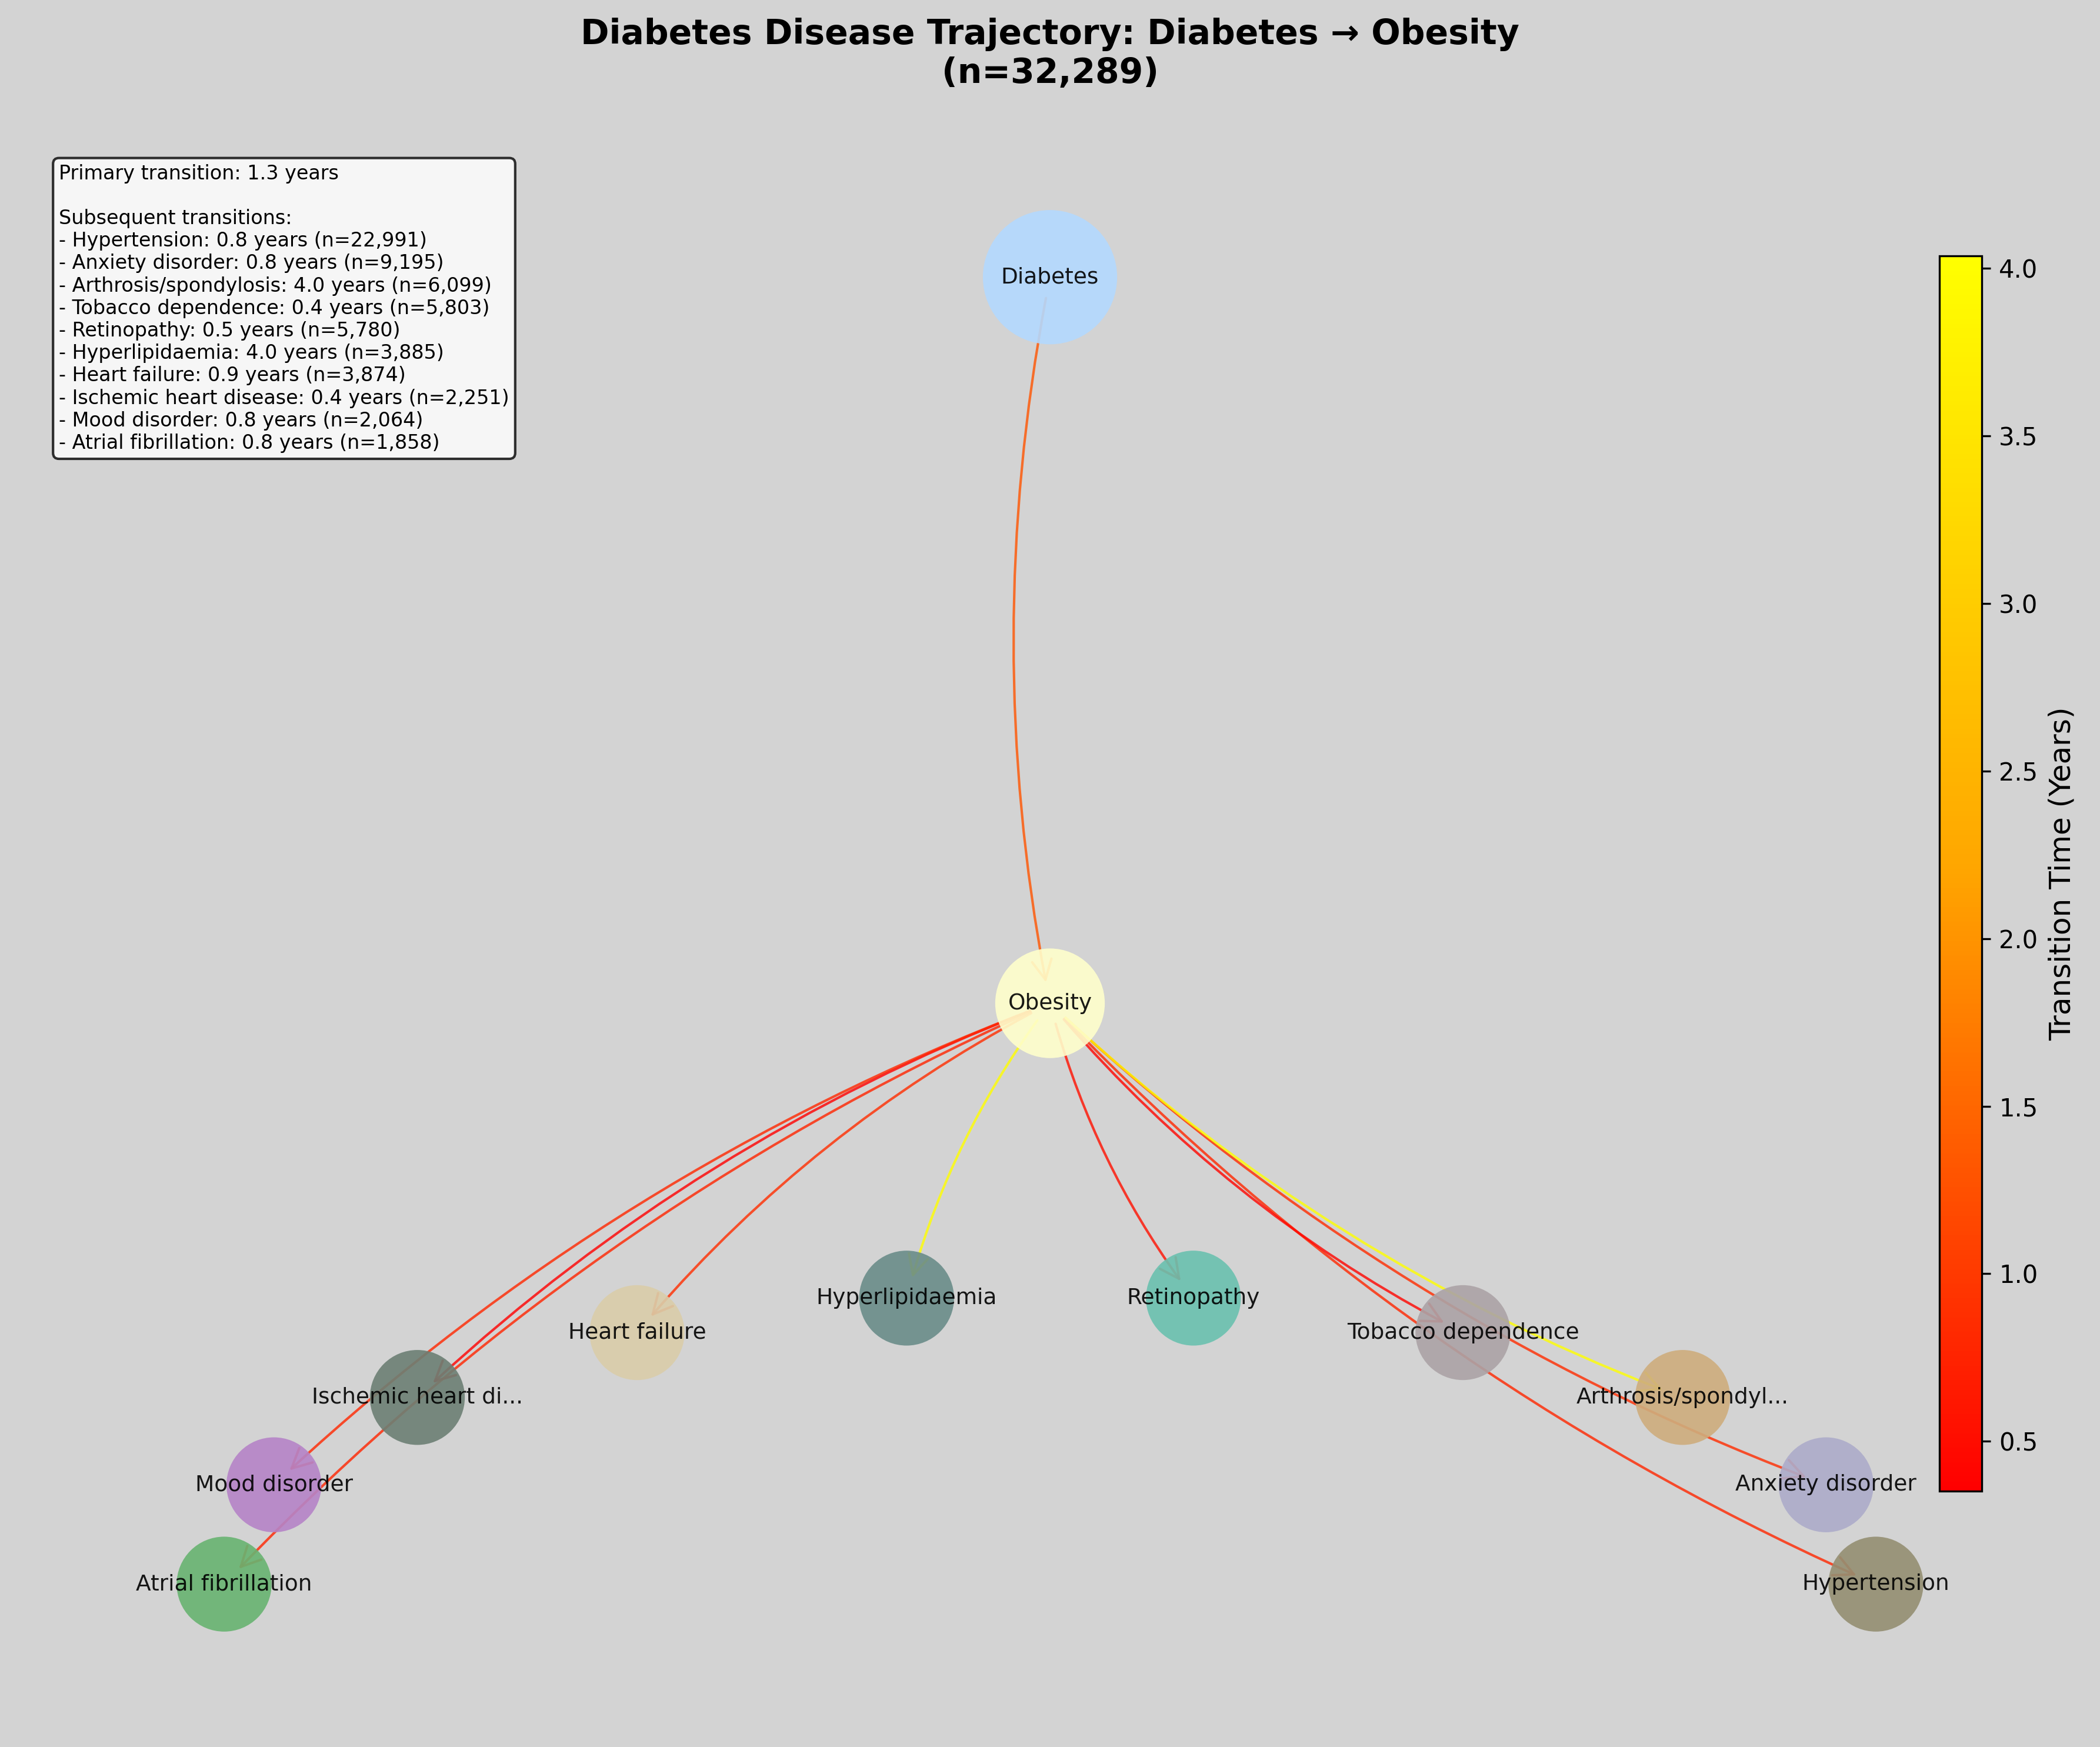 Diabetes Disease Trajectory: Diabetes → Obesity
(n=32,289)
Primary transition: 1.3 years
Subsequent transitions:
- Hypertension: 0.8 years (n=22,991)
- Anxiety disorder: 0.8 years (n=9,195)
- Arthrosis/spondylosis: 4.0 years (n=6,099)
- Tobacco dependence: 0.4 years (n=5,803)
- Retinopathy: 0.5 years (n=5,780)
- Hyperlipidaemia: 4.0 years (n=3,885)
- Heart failure: 0.9 years (n=3,874)
- Ischemic heart disease: 0.4 years (n=2,251)
- Mood disorder: 0.8 years (n=2,064)
- Atrial fibrillation: 0.8 years (n=1,858)
Diabetes
Obesity
Hyperlipidaemia
Retinopathy
Heart failure
Tobacco dependence
Ischemic heart di...
Arthrosis/spondyl...
Mood disorder
Anxiety disorder
Atrial fibrillation
Hypertension
4.0
3.5
3.0
2.5
2.0
1.5
1.0
0.5
Transition Time (Years)